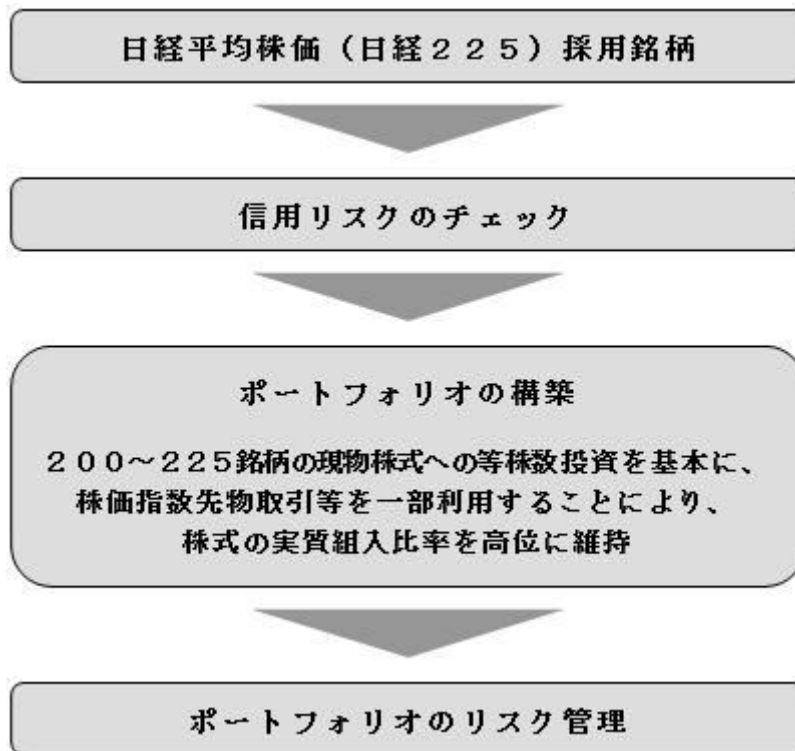 日経平均株価（日経２２５）採用銘柄
信用リスクのチェック
ポートフォリオの構築
２００～２２５銘柄の現物株式への等株数投資を基本に、
株価指数先物取引等を一部利用することにより、
株式の実質組入比率を高位に維持
ポートフォリオのリスク管理